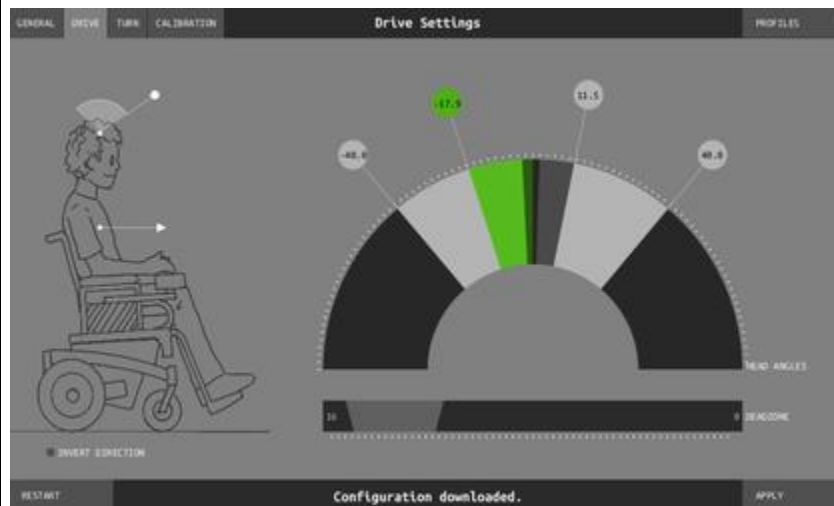 GENERAL DRIVE TURN CALIBRATION Drive Settings PROFILES
-17.9 11.5
-40.0 40.0
HEAD ANGLES
16 0 DEADZONE
INVERT DIRECTION
RESTART Configuration downloaded. APPLY